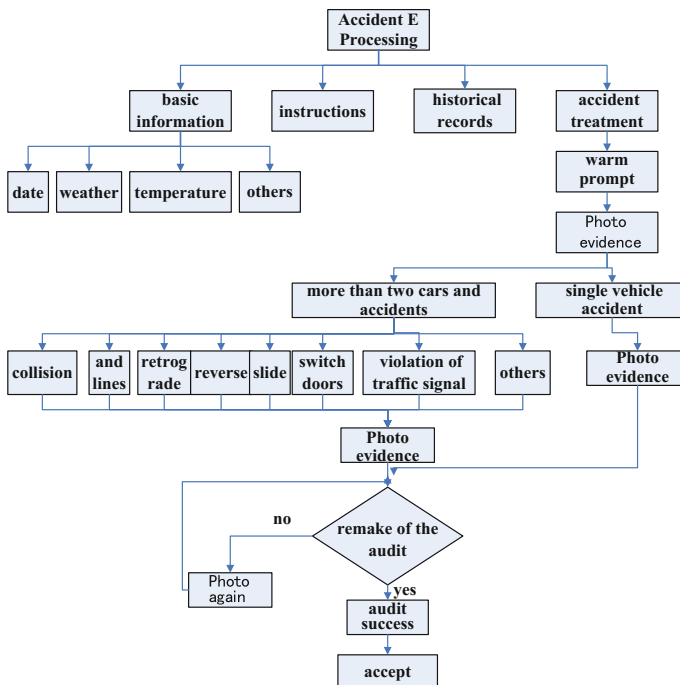 Accident E
Processing
basic
information
instructions
historical
records
accident
treatment
date
weather
temperature
others
warm
prompt
Photo
evidence
more than two cars and
accidents
single vehicle
accident
collision
and
lines
retrog
rade
reverse
slide
switch
doors
violation of
traffic signal
others
Photo
evidence
Photo
evidence
no
remake of the
audit
Photo
again
yes
audit
success
accept